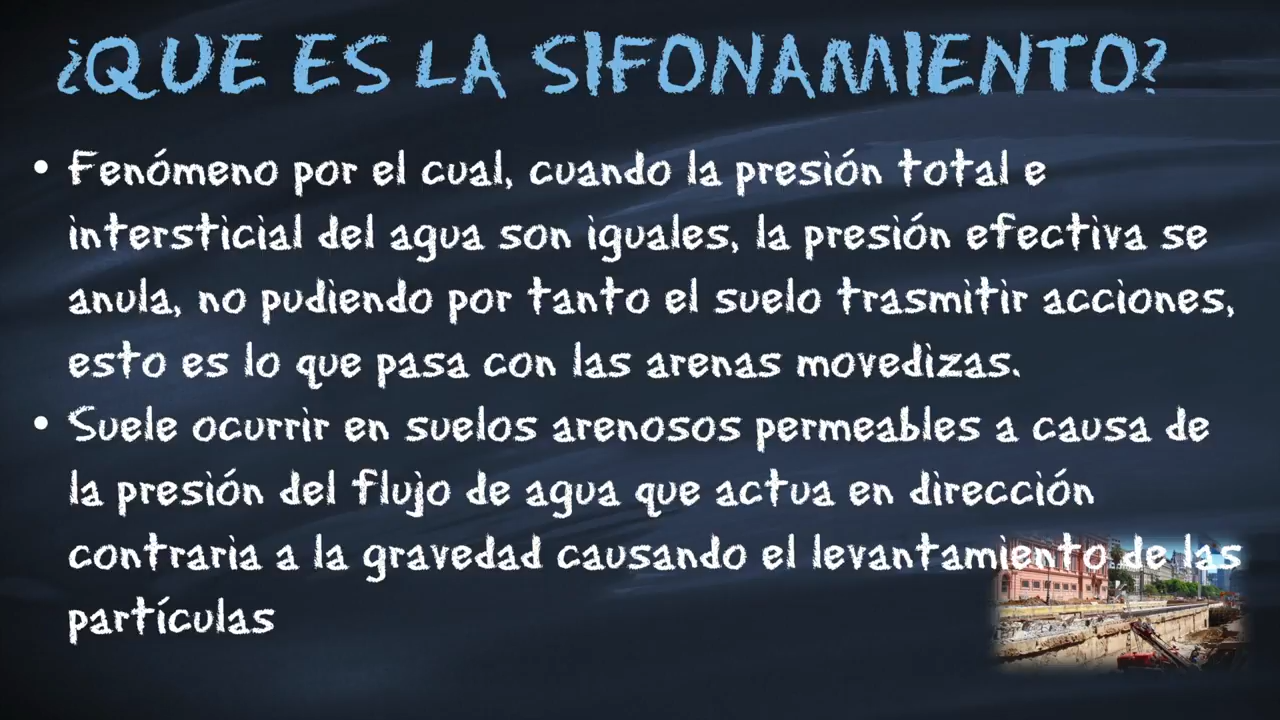 ¿QUE ES LA SIFONAMIENTO?
• Fenómeno por el cual, cuando la presión total e
intersticial del agua son iguales, la presión efectiva se
anula, no pudiendo por tanto el suelo trasmitir acciones,
esto es lo que pasa con las arenas movedizas.
• Suele ocurrir en suelos arenosos permeables a causa de
la presión del flujo de agua que actua en dirección
contraria a la gravedad causando el levantamiento de las
partículas